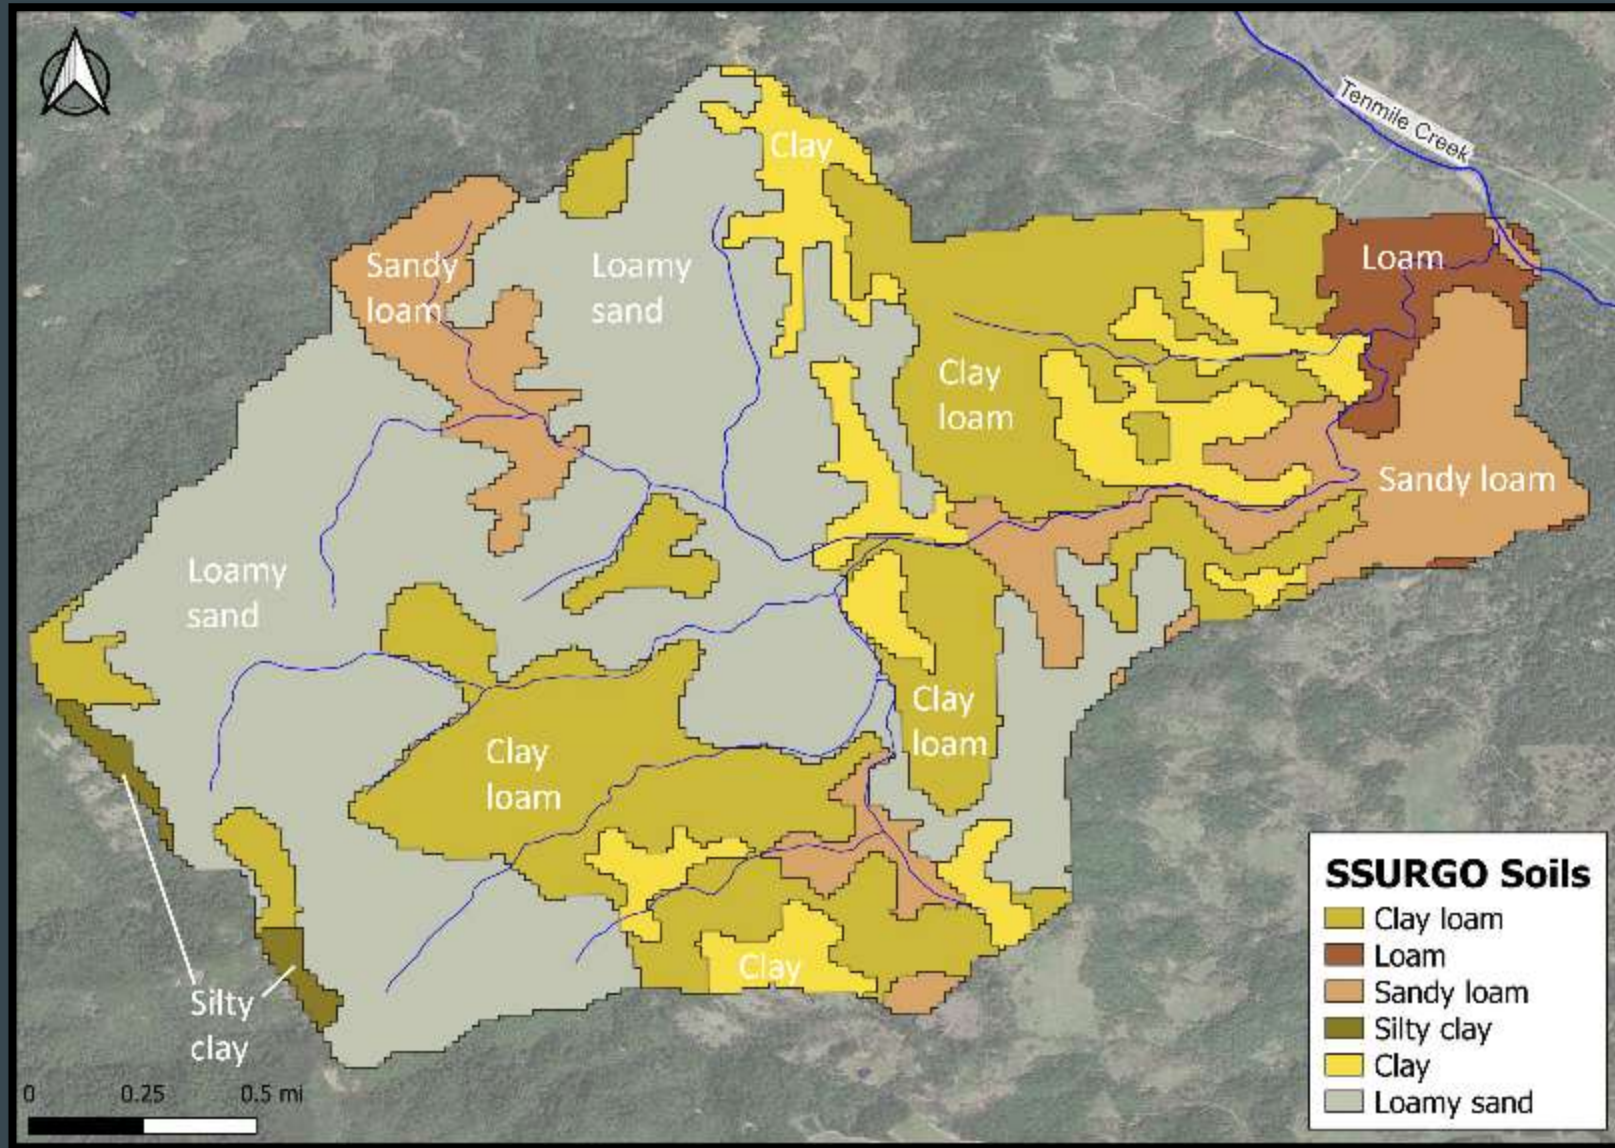 Tenmile Creek
Clay
Sandy
loam
Loamy
sand
Loam
Clay
loam
Sandy loam
Loamy
sand
Clay
loam
Clay
loam
Clay
Silty
clay
0 0.25 0.5 mi
SSURGO Soils
Clay loam
Loam
Sandy loam
Silty clay
Clay
Loamy sand